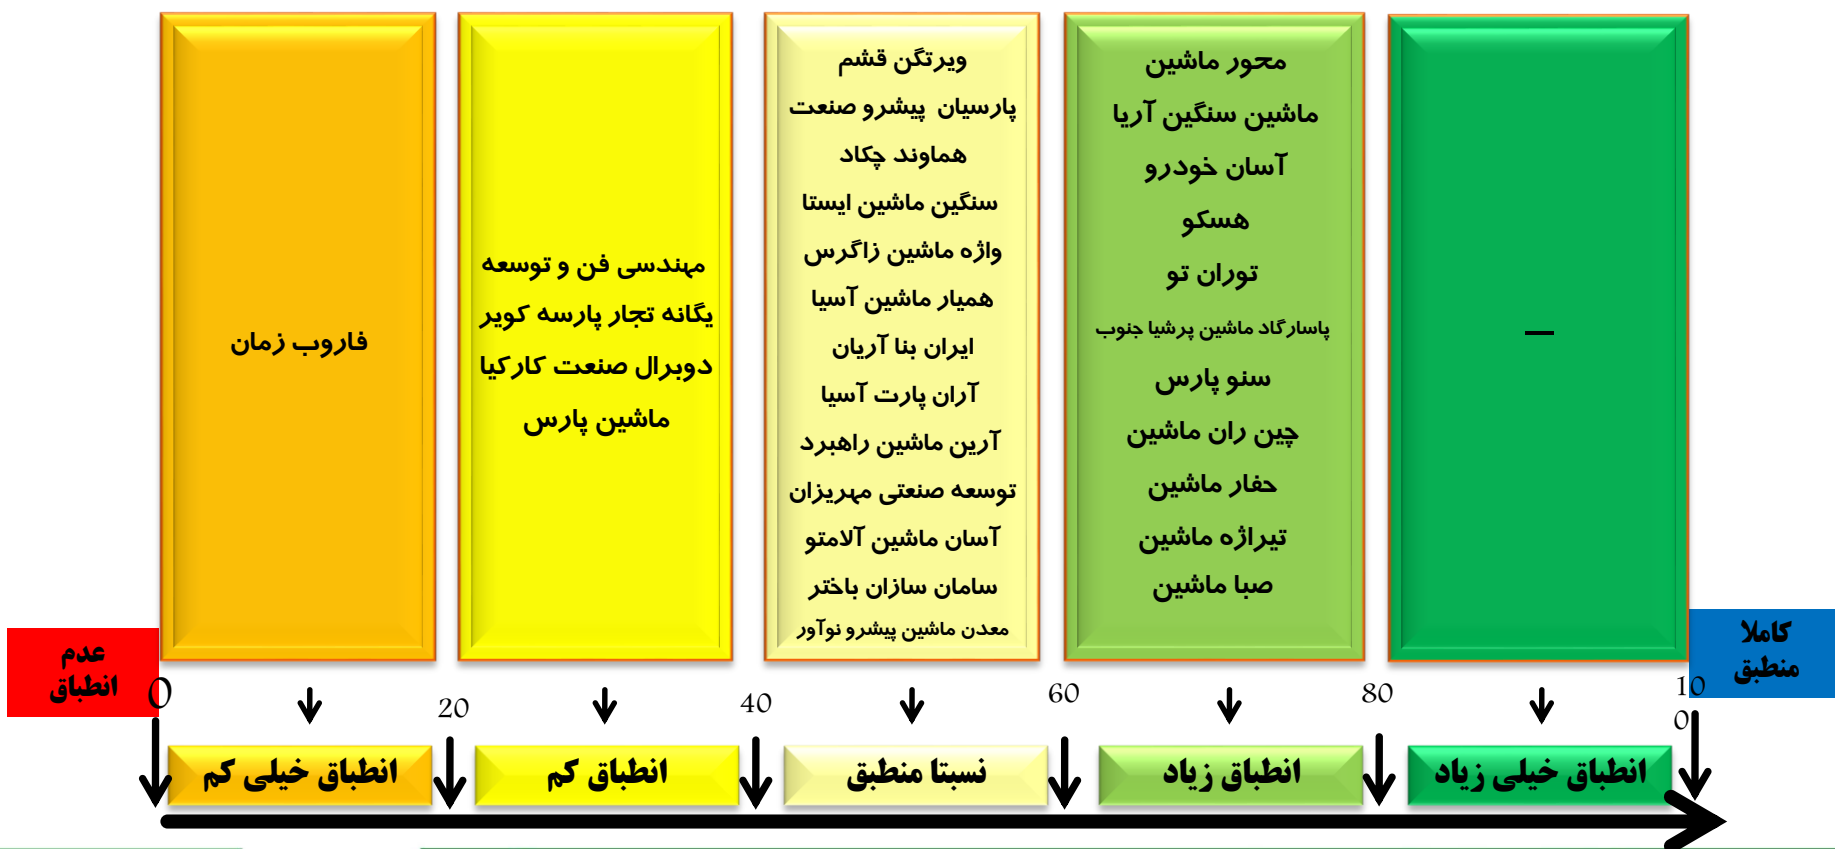 محور ماشین
ماشین سنگین آریا
آسان خودرو
هسکو
توران تو
پاسارگاد ماشین پرشیا جنوب
سنو پارس
چین ران ماشین
حفار ماشین
تیراژه ماشین
صبا ماشین
ویرتگن قشم
پارسیان پیشرو صنعت
هماوند چکاد
سنگین ماشین ایستا
واژه ماشین زاگرس
همیار ماشین آسیا
ایران بنا آریان
آران پارت آسیا
آرین ماشین راهبرد
توسعه صنعتی مهریزان
آسان ماشین آلامتو
سامان سازان باختر
معدن ماشین پیشرو نوآور
مهندسی فن و توسعه
یگانه تجار پارسه کویر
دوبرال صنعت کارکیا
ماشین پارس
فاروب زمان
کاملا
منطبق
عدم
انطباق
10
0
80
60
40
20
0
انطباق خیلی زیاد
انطباق زیاد
نسبتا منطبق
انطباق کم
انطباق خیلی کم